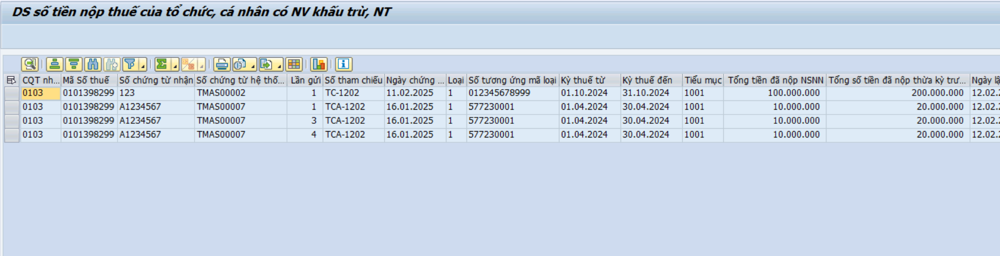 DS số tiền nộp thuế của tổ chức, cá nhân có NV khấu trừ, NT
CQT nh... Mã Số thuế Số chứng từ nhận Số chứng từ hệ thố... Lần gửi Số tham chiếu Ngày chứng ... Loại Số tương ứng mã loại Kỳ thuế từ Kỳ thuế đến Tiểu mục Tổng tiền đã nộp NSNN Tổng số tiền đã nộp thừa kỳ trư... Ngày lậ
0103 0101398299 123 TMAS00002 1 TC-1202 11.02.2025 1 012345678999 01.10.2024 31.10.2024 1001 100.000.000 200.000.000 12.02.2
0103 0101398299 A1234567 TMAS00007 1 TCA-1202 16.01.2025 1 577230001 01.04.2024 30.04.2024 1001 10.000.000 20.000.000 12.02.2
0103 0101398299 A1234567 TMAS00007 3 TCA-1202 16.01.2025 1 577230001 01.04.2024 30.04.2024 1001 10.000.000 20.000.000 12.02.2
0103 0101398299 A1234567 TMAS00007 4 TCA-1202 16.01.2025 1 577230001 01.04.2024 30.04.2024 1001 10.000.000 20.000.000 12.02.2